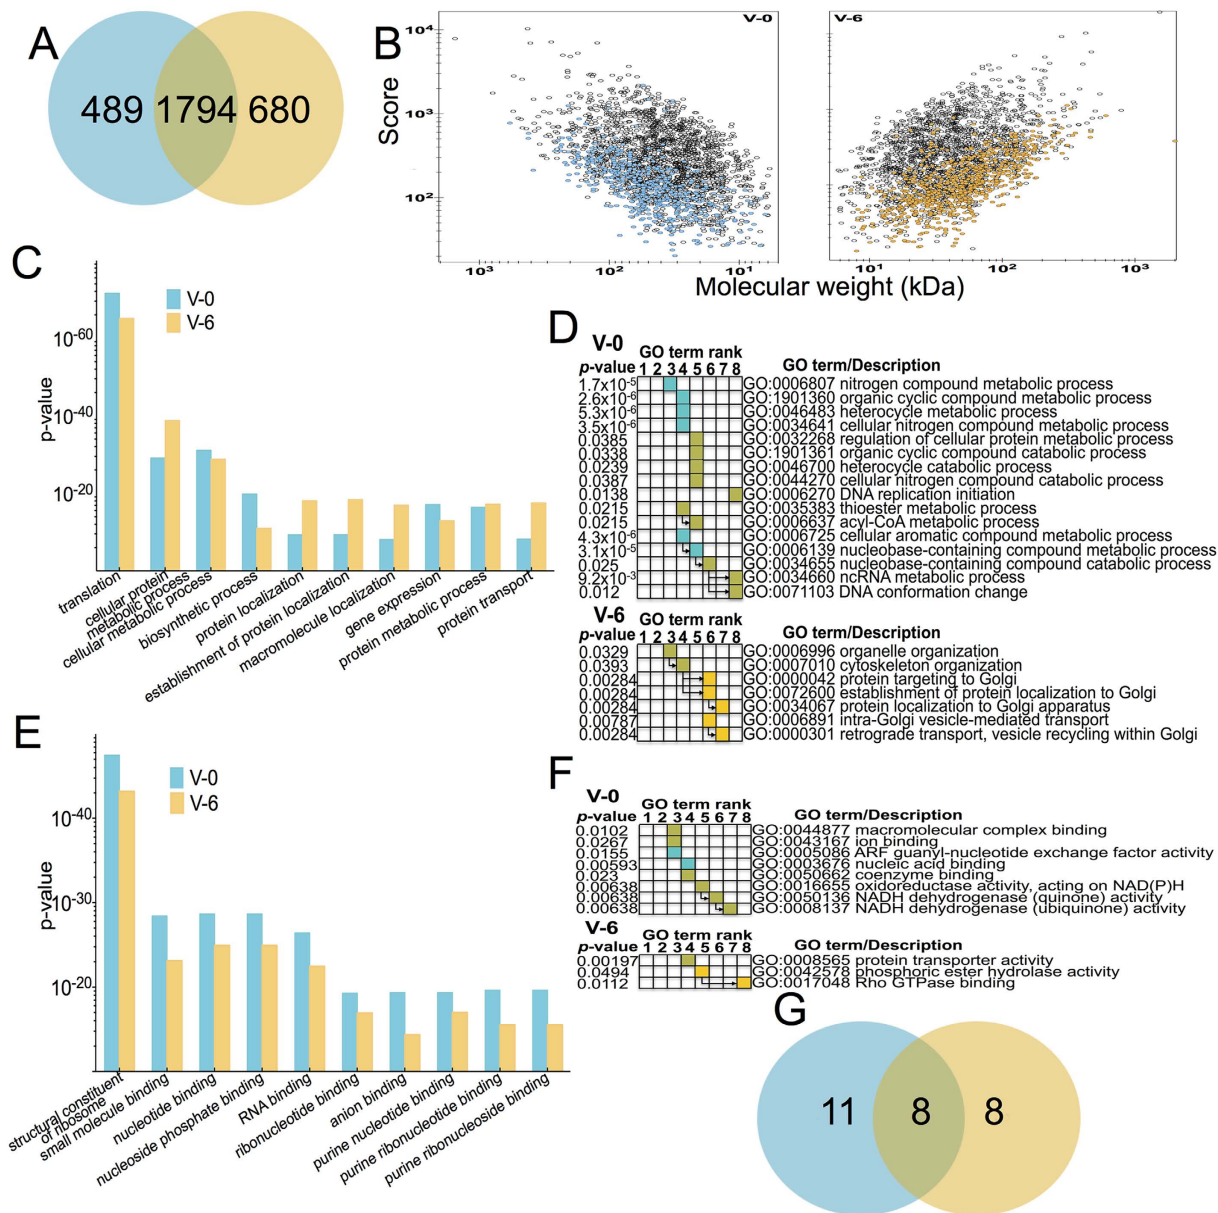 A
489 1794 680
B
V-0
V-6
Score
10⁴
10³
10²
10³ 10² 10¹
10¹ 10² 10³
Molecular weight (kDa)
C
V-0
V-6
p-value
10⁻⁶⁰
10⁻⁴⁰
10⁻²⁰
translation
cellular protein
metabolic process
cellular metabolic process
biosynthetic process
protein localization
establishment of protein localization
macromolecule localization
gene expression
protein metabolic process
protein transport
D
V-0
GO term rank
GO term/Description
p-value 1 2 3 4 5 6 7 8
1.7x10⁻⁵ GO:0006807 nitrogen compound metabolic process
2.6x10⁻⁶ GO:1901360 organic cyclic compound metabolic process
5.3x10⁻⁶ GO:0046483 heterocycle metabolic process
3.5x10⁻⁶ GO:0034641 cellular nitrogen compound metabolic process
0.0385 GO:0032268 regulation of cellular protein metabolic process
0.0338 GO:1901361 organic cyclic compound catabolic process
0.0239 GO:0046700 heterocycle catabolic process
0.0387 GO:0044270 cellular nitrogen compound catabolic process
0.0138 GO:0006270 DNA replication initiation
0.0215 GO:0035383 thioester metabolic process
0.0215 GO:0006637 acyl-CoA metabolic process
4.3x10⁻⁶ GO:0006725 cellular aromatic compound metabolic process
3.1x10⁻⁵ GO:0006139 nucleobase-containing compound metabolic process
0.025 GO:0034655 nucleobase-containing compound catabolic process
9.2x10⁻³ GO:0034660 ncRNA metabolic process
0.012 GO:0071103 DNA conformation change
V-6
GO term rank
GO term/Description
p-value 1 2 3 4 5 6 7 8
0.0329 GO:0006996 organelle organization
0.0393 GO:0007010 cytoskeleton organization
0.00284 GO:0000042 protein targeting to Golgi
0.00284 GO:0072600 establishment of protein localization to Golgi
0.00284 GO:0034067 protein localization to Golgi apparatus
0.00787 GO:0006891 intra-Golgi vesicle-mediated transport
0.00284 GO:0000301 retrograde transport, vesicle recycling within Golgi
E
V-0
V-6
p-value
10⁻⁴⁰
10⁻³⁰
10⁻²⁰
structural constituent
of ribosome
small molecule binding
nucleotide binding
nucleoside phosphate binding
RNA binding
ribonucleotide binding
anion binding
purine nucleotide binding
purine ribonucleotide binding
purine ribonucleoside binding
F
V-0
GO term rank
GO term/Description
p-value 1 2 3 4 5 6 7 8
0.0102 GO:0044877 macromolecular complex binding
0.0267 GO:0043167 ion binding
0.0155 GO:0005086 ARF guanyl-nucleotide exchange factor activity
0.00593 GO:0003676 nucleic acid binding
0.023 GO:0050662 coenzyme binding
0.00638 GO:0016655 oxidoreductase activity, acting on NAD(P)H
0.00638 GO:0050136 NADH dehydrogenase (quinone) activity
0.00638 GO:0008137 NADH dehydrogenase (ubiquinone) activity
V-6
GO term rank
GO term/Description
p-value 1 2 3 4 5 6 7 8
0.00197 GO:0008565 protein transporter activity
0.0494 GO:0042578 phosphoric ester hydrolase activity
0.0112 GO:0017048 Rho GTPase binding
G
11 8 8